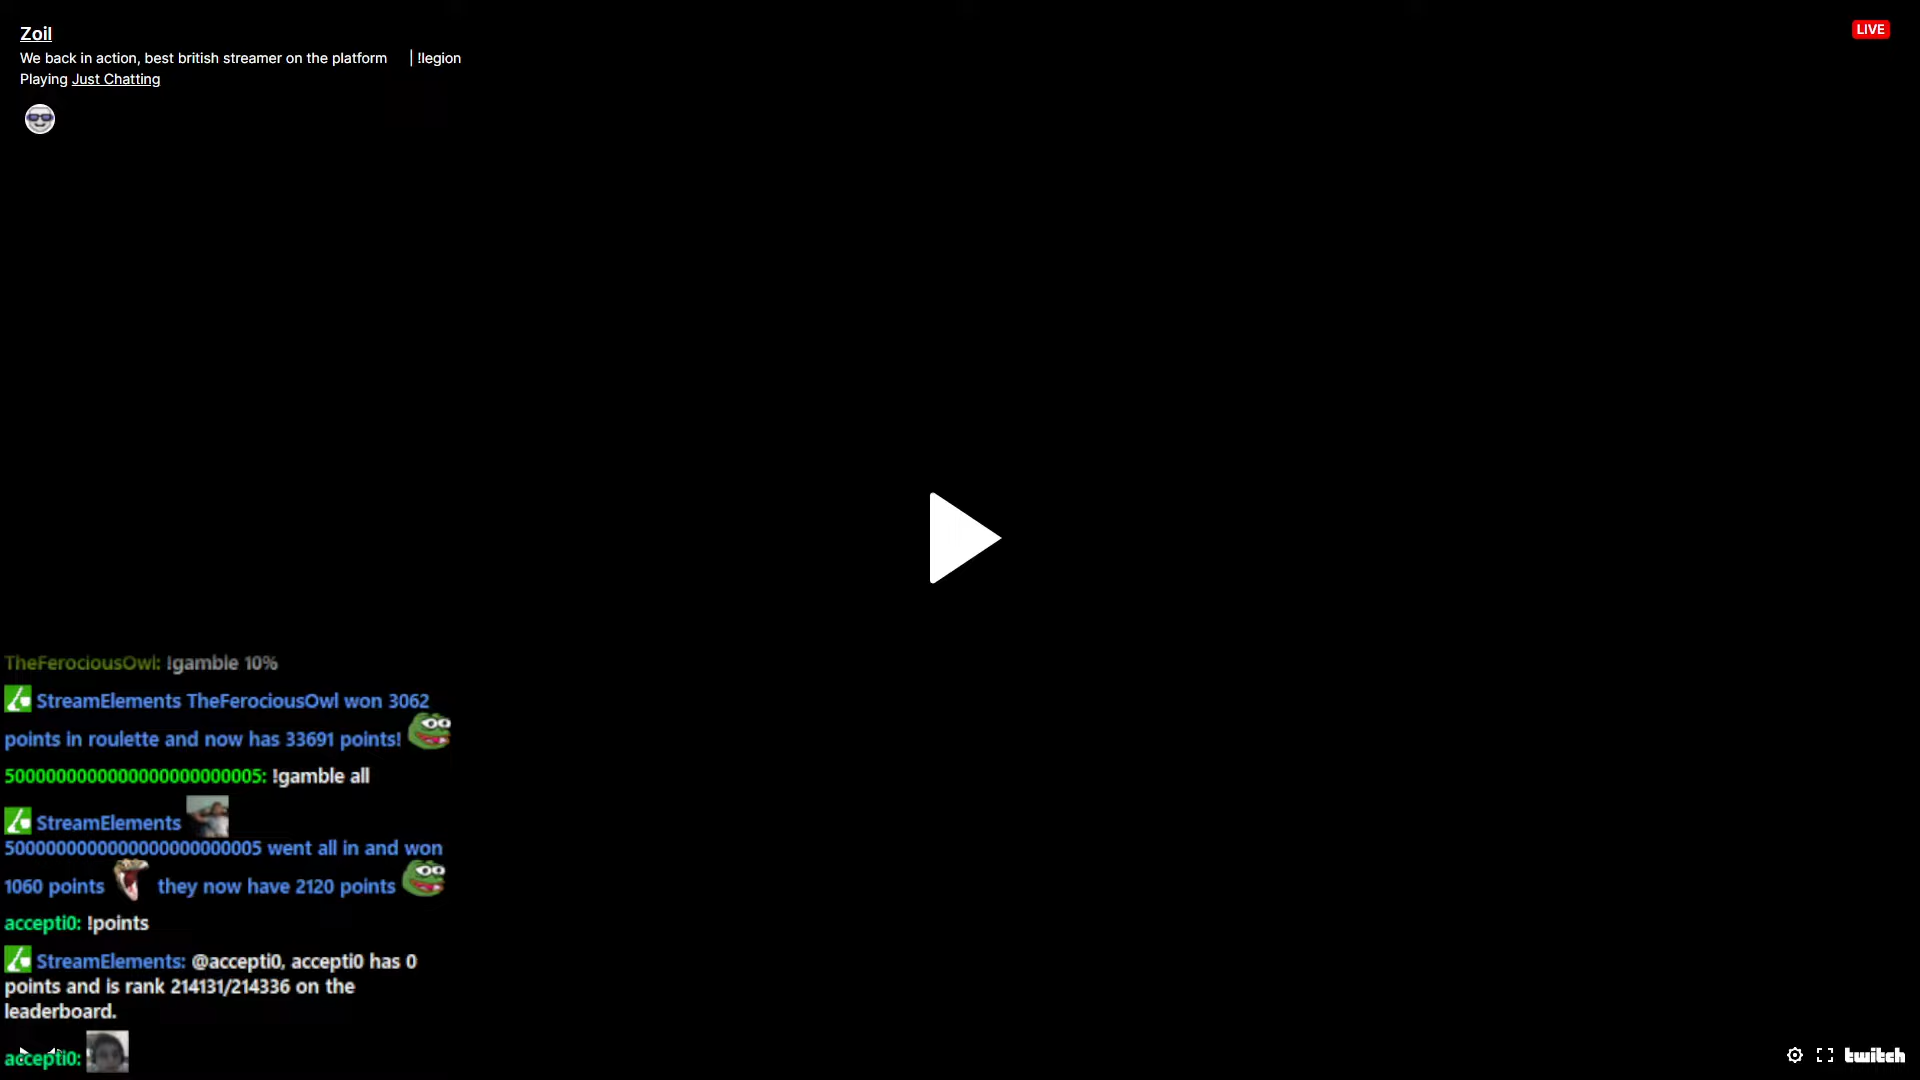 Zoil
LIVE
We back in action, best british streamer on the platform | !legion
Playing Just Chatting
TheFerociousOwl: !gamble 10%
StreamElements TheFerociousOwl won 3062
points in roulette and now has 33691 points!
5000000000000000000000005: !gamble all
StreamElements
5000000000000000000000005 went all in and won
1060 points they now have 2120 points
accepti0: !points
StreamElements: @accepti0, accepti0 has 0
points and is rank 214131/214336 on the
leaderboard.
accepti0:
twitch